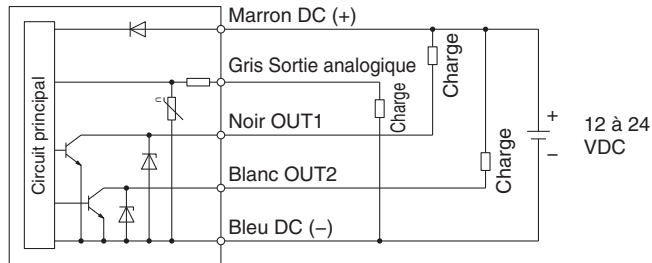 Marron DC (+)
Gris Sortie analogique
Noir OUT1
Blanc OUT2
Bleu DC (−)
Circuit principal
Charge
Charge
Charge
+
−
12 à 24
VDC